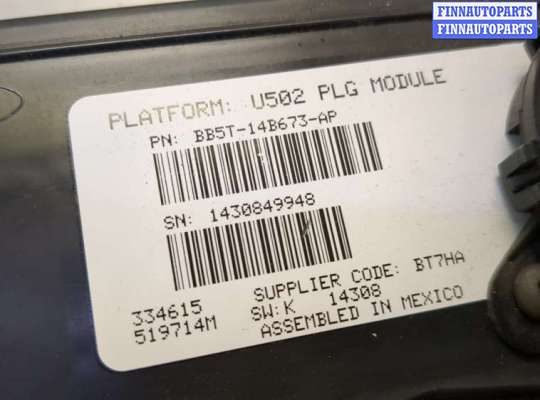 FINNAUTOPARTS
FINNAUTOPARTS
PLATFORM: U502 PLG MODULE
PN: BB5T-14B673-AP
SN: 1430849948
334615 SUPPLIER CODE: BT7HA
519714M SW:K 14308
ASSEMBLED IN MEXICO